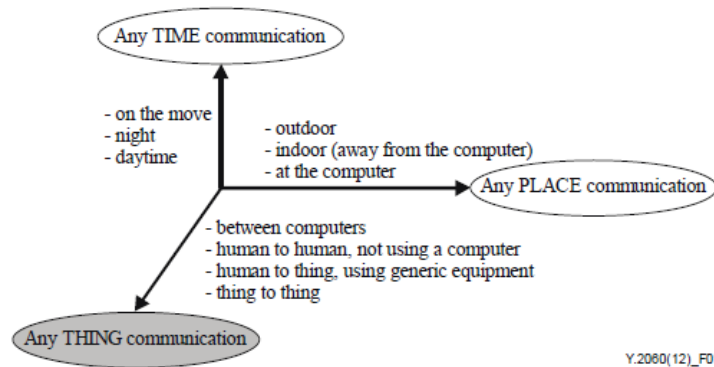 Any TIME communication
- on the move
- night
- daytime
- outdoor
- indoor (away from the computer)
- at the computer
Any PLACE communication
- between computers
- human to human, not using a computer
- human to thing, using generic equipment
- thing to thing
Any THING communication
Y.2060(12)_F0